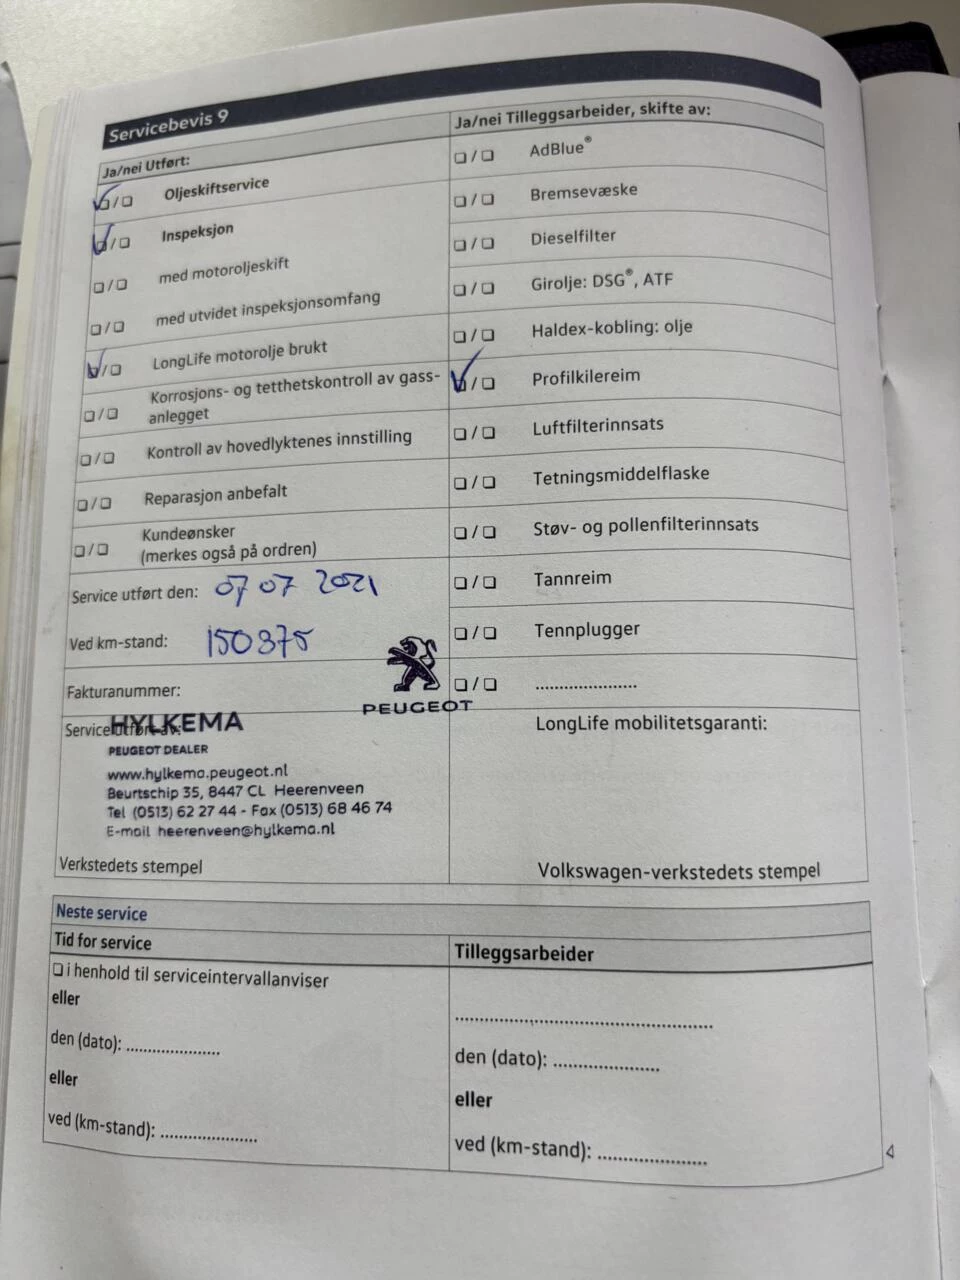 Servicebevis 9
Ja/nei Utført:
☑/☐ Oljeskiftservice
☑/☐ Inspeksjon
☐/☐ med motoroljeskift
☐/☐ med utvidet inspeksjonsomfang
☑/☐ LongLife motorolje brukt
☐/☐ Korrosjons- og tetthetskontroll av gass-
anlegget
☐/☐ Kontroll av hovedlyktenes innstilling
☐/☐ Reparasjon anbefalt
☐/☐ Kundeønsker
(merkes også på ordren)
Service utført den: 07 07 2021
Ved km-stand: 150375
Fakturanummer:
Service utført av:
HYLKEMA
PEUGEOT DEALER
www.hylkema.peugeot.nl
Beurtschip 35, 8447 CL Heerenveen
Tel (0513) 62 27 44 - Fax (0513) 68 46 74
E-mail heerenveen@hylkema.nl
PEUGEOT
Verkstedets stempel
Ja/nei Tilleggsarbeider, skifte av:
☐/☐ AdBlue®
☐/☐ Bremsevæske
☐/☐ Dieselfilter
☐/☐ Girolje: DSG®, ATF
☐/☐ Haldex-kobling: olje
☑/☐ Profilkilereim
☐/☐ Luftfilterinnsats
☐/☐ Tetningsmiddelflaske
☐/☐ Støv- og pollenfilterinnsats
☐/☐ Tannreim
☐/☐ Tennplugger
☐/☐ .....................
LongLife mobilitetsgaranti:
Volkswagen-verkstedets stempel
Neste service
Tid for service
☐ i henhold til serviceintervallanviser
eller
den (dato): ....................
eller
ved (km-stand): .....................
Tilleggsarbeider
.....................................................
den (dato): ......................
eller
ved (km-stand): ......................